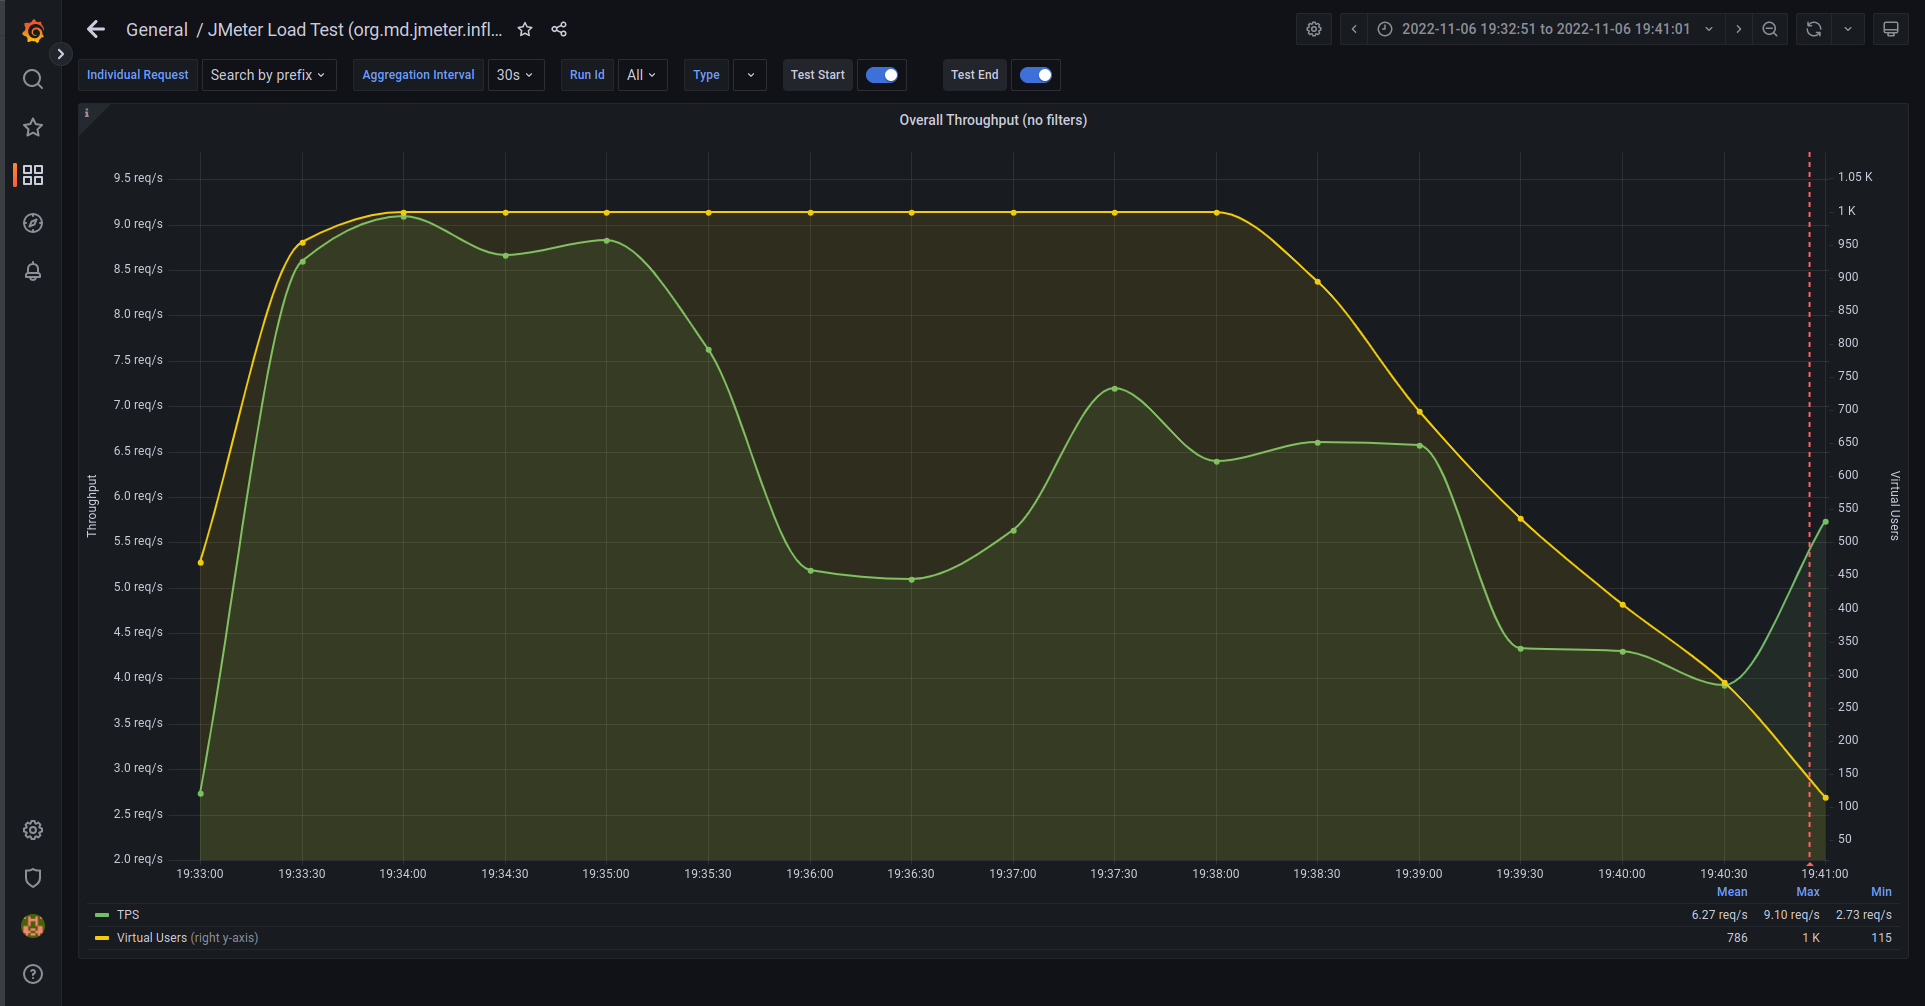 General / JMeter Load Test (org.md.jmeter.infl...
2022-11-06 19:32:51 to 2022-11-06 19:41:01
Individual Request Search by prefix Aggregation Interval 30s Run Id All Type Test Start Test End
i
Overall Throughput (no filters)
9.5 req/s
9.0 req/s
8.5 req/s
8.0 req/s
7.5 req/s
7.0 req/s
6.5 req/s
6.0 req/s
5.5 req/s
5.0 req/s
4.5 req/s
4.0 req/s
3.5 req/s
3.0 req/s
2.5 req/s
2.0 req/s
Throughput
1.05 K
1 K
950
900
850
800
750
700
650
600
550
500
450
400
350
300
250
200
150
100
50
Virtual Users
19:33:00 19:33:30 19:34:00 19:34:30 19:35:00 19:35:30 19:36:00 19:36:30 19:37:00 19:37:30 19:38:00 19:38:30 19:39:00 19:39:30 19:40:00 19:40:30 19:41:00
Mean Max Min
TPS 6.27 req/s 9.10 req/s 2.73 req/s
Virtual Users (right y-axis) 786 1 K 115